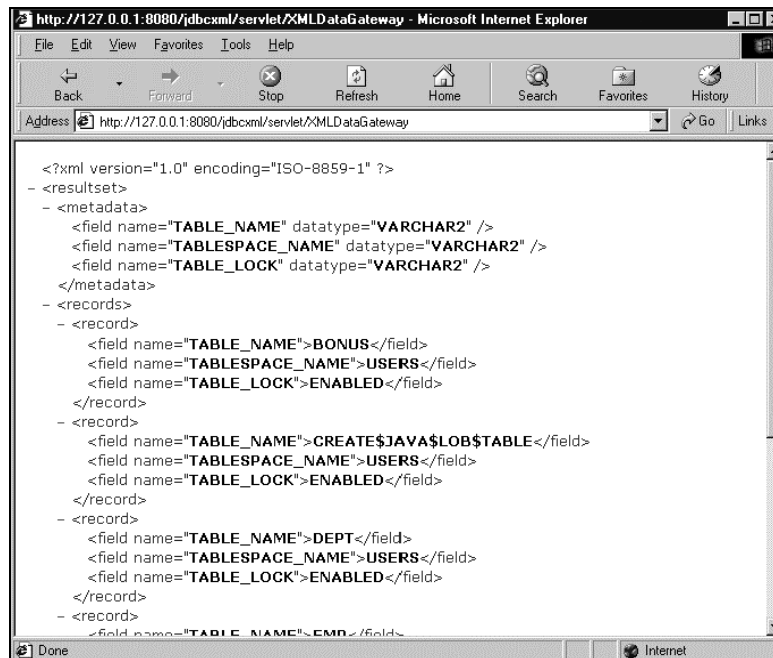 http://127.0.0.1:8080/jdbcxml/servlet/XMLDataGateway - Microsoft Internet Explorer
File Edit View Favorites Tools Help
Back Forward Stop Refresh Home Search Favorites History
Address http://127.0.0.1:8080/jdbcxml/servlet/XMLDataGateway Go Links
<?xml version="1.0" encoding="ISO-8859-1" ?>
- <resultset>
- <metadata>
<field name="TABLE_NAME" datatype="VARCHAR2" />
<field name="TABLESPACE_NAME" datatype="VARCHAR2" />
<field name="TABLE_LOCK" datatype="VARCHAR2" />
</metadata>
- <records>
- <record>
<field name="TABLE_NAME">BONUS</field>
<field name="TABLESPACE_NAME">USERS</field>
<field name="TABLE_LOCK">ENABLED</field>
</record>
- <record>
<field name="TABLE_NAME">CREATE$JAVA$LOB$TABLE</field>
<field name="TABLESPACE_NAME">USERS</field>
<field name="TABLE_LOCK">ENABLED</field>
</record>
- <record>
<field name="TABLE_NAME">DEPT</field>
<field name="TABLESPACE_NAME">USERS</field>
<field name="TABLE_LOCK">ENABLED</field>
</record>
- <record>
<field name="TABLE_NAME">EMP</field>
Done Internet